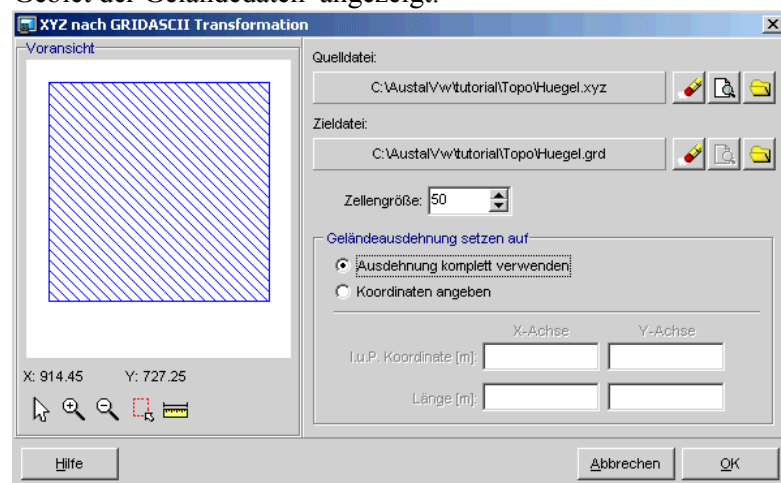 Gebiet der Geländedaten angezeigt.
XYZ nach GRIDASCII Transformation
Voransicht
Quelldatei:
C:\AustalVw\tutorial\Topo\Huegel.xyz
Zieldatei:
C:\AustalVw\tutorial\Topo\Huegel.grd
Zellengröße: 50
Geländeausdehnung setzen auf
Ausdehnung komplett verwenden
Koordinaten angeben
X-Achse Y-Achse
l.u.P. Koordinate [m]:
Länge [m]:
X: 914.45 Y: 727.25
Hilfe Abbrechen OK